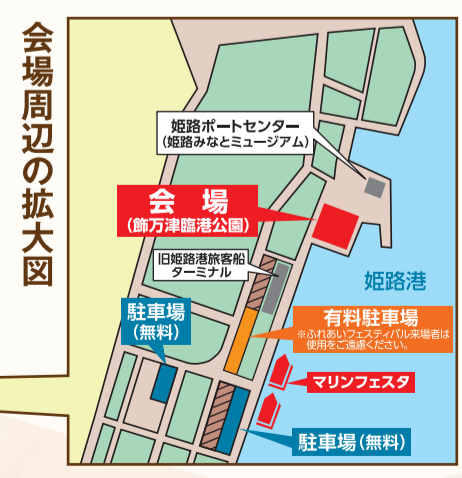 会場周辺の拡大図
姫路ポートセンター
(姫路みなとミュージアム)
会場
(飾万津臨港公園)
旧姫路港旅客船
ターミナル
姫路港
駐車場
(無料)
有料駐車場
※ふれあいフェスティバル来場者は
使用をご遠慮ください。
マリンフェスタ
駐車場(無料)